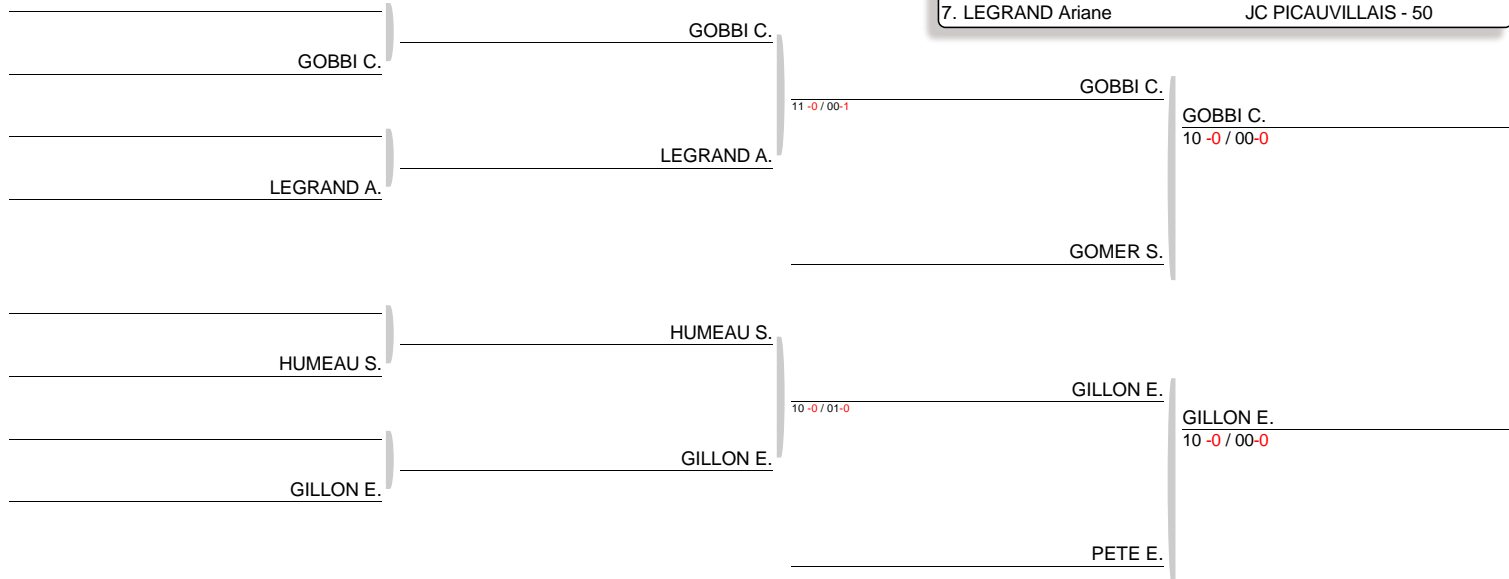 7. LEGRAND Ariane JC PICAUVILLAIS - 50
GOBBI C.
GOBBI C.
GOBBI C.
11 -0 / 00-1
GOBBI C.
10 -0 / 00-0
LEGRAND A.
LEGRAND A.
GOMER S.
HUMEAU S.
HUMEAU S.
GILLON E.
10 -0 / 01-0
GILLON E.
10 -0 / 00-0
GILLON E.
GILLON E.
PETE E.